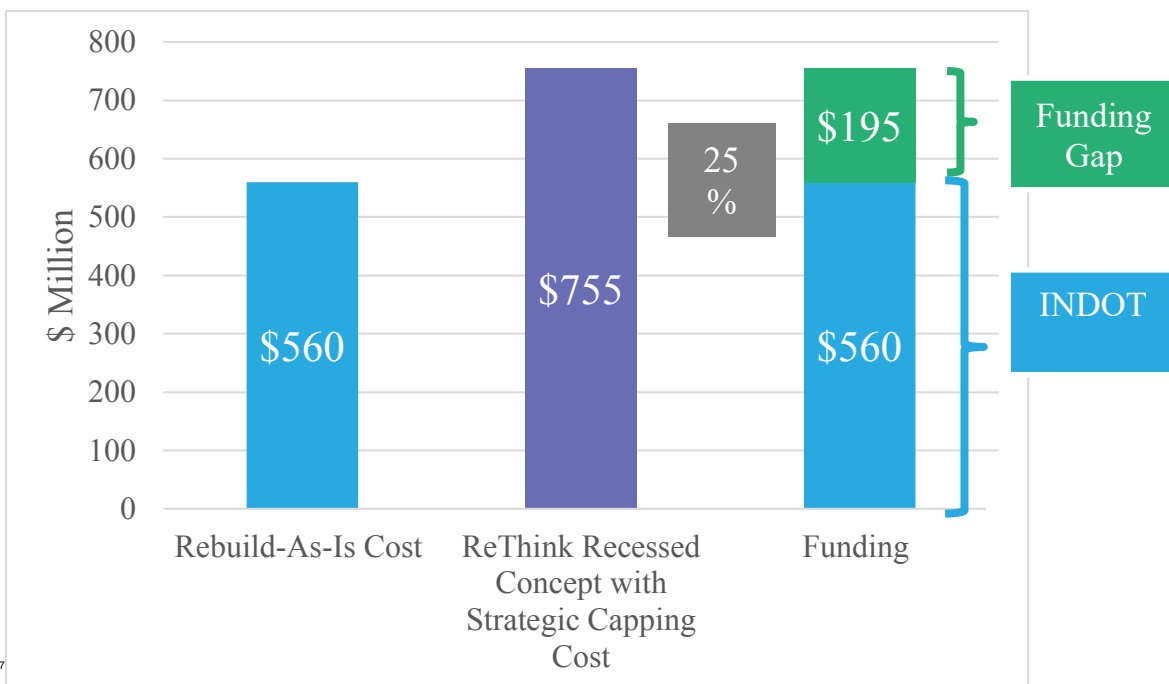 800
700
600
500
400
300
200
100
0
$ Million
$560
$755
25
%
$195
$560
Funding
Gap
INDOT
Rebuild-As-Is Cost
ReThink Recessed
Concept with
Strategic Capping
Cost
Funding
7